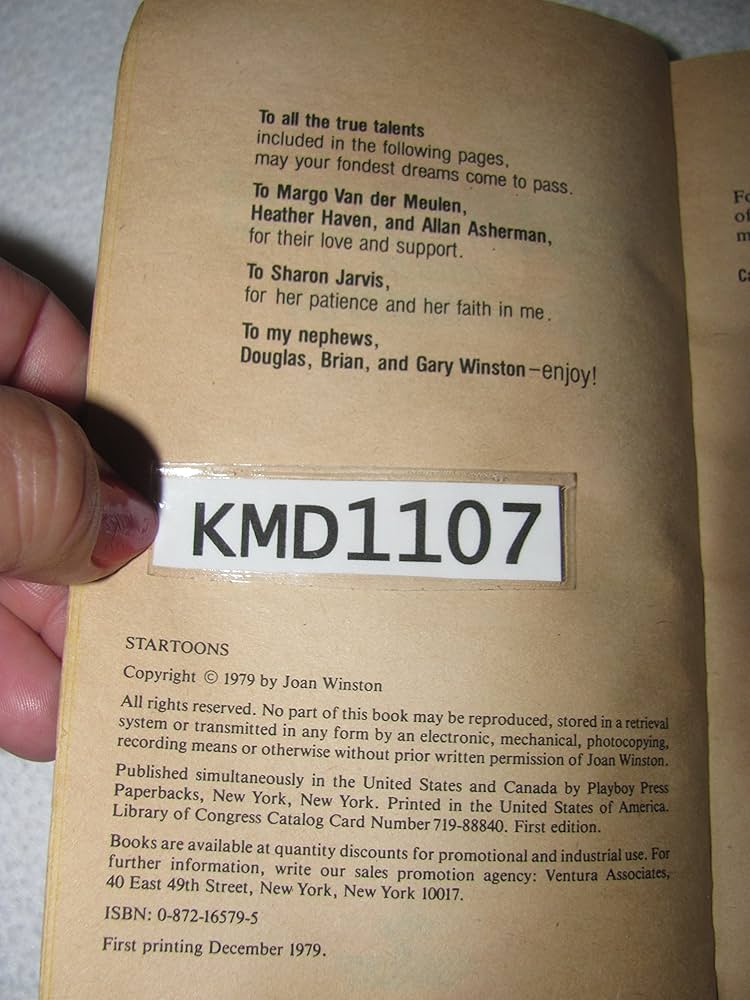 To all the true talents
included in the following pages,
may your fondest dreams come to pass.
To Margo Van der Meulen,
Heather Haven, and Allan Asherman,
for their love and support.
To Sharon Jarvis,
for her patience and her faith in me.
To my nephews,
Douglas, Brian, and Gary Winston–enjoy!
KMD1107
STARTOONS
Copyright © 1979 by Joan Winston
All rights reserved. No part of this book may be reproduced, stored in a retrieval
system or transmitted in any form by an electronic, mechanical, photocopying,
recording means or otherwise without prior written permission of Joan Winston.
Published simultaneously in the United States and Canada by Playboy Press
Paperbacks, New York, New York. Printed in the United States of America.
Library of Congress Catalog Card Number 719-88840. First edition.
Books are available at quantity discounts for promotional and industrial use. For
further information, write our sales promotion agency: Ventura Associates,
40 East 49th Street, New York, New York 10017.
ISBN: 0-872-16579-5
First printing December 1979.